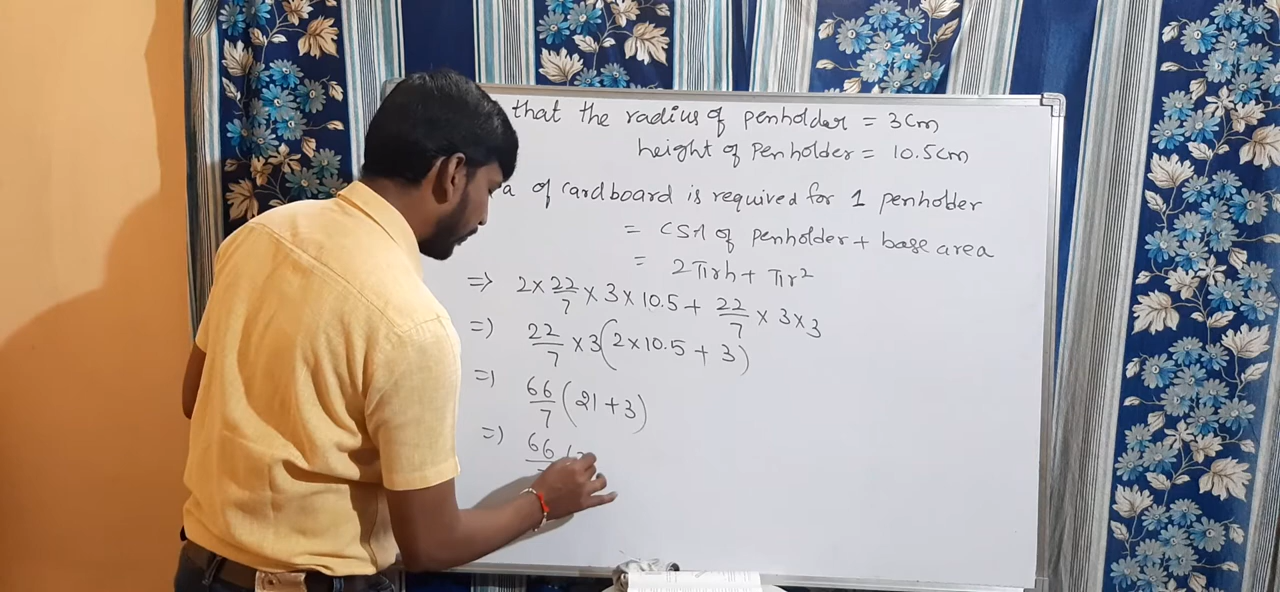 that the radius of penholder = 3cm
height of Penholder = 10.5cm
a of cardboard is required for 1 penholder
= CSA of penholder + base area
= 2πrh + πr²
=> 2 × 22/7 × 3 × 10.5 + 22/7 × 3 × 3
=) 22/7 × 3 (2 × 10.5 + 3)
=) 66/7 (21 + 3)
=) 66